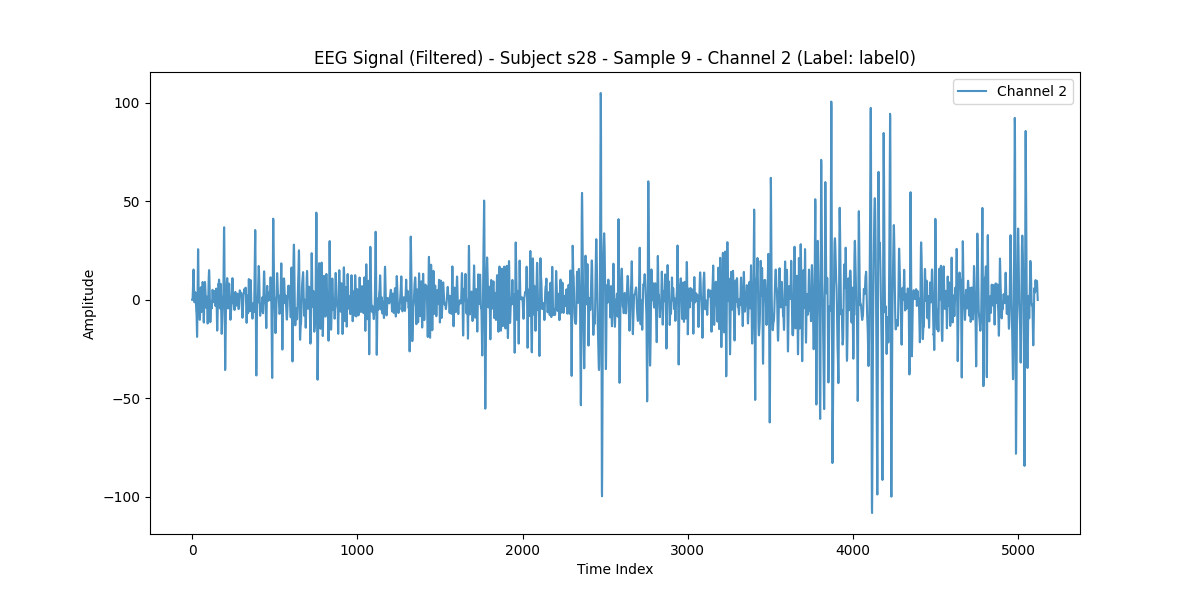 EEG Signal (Filtered) - Subject s28 - Sample 9 - Channel 2 (Label: label0)
Channel 2
100
50
0
−50
−100
Amplitude
0 1000 2000 3000 4000 5000
Time Index